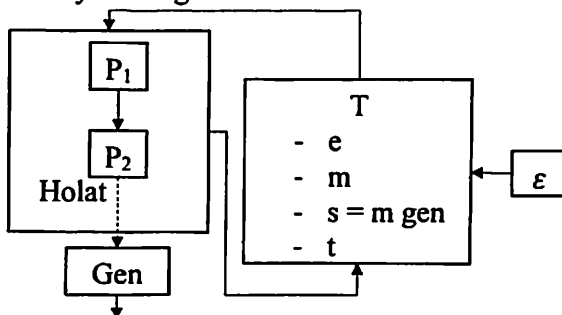 P₁
P₂
Holat
Gen
T
- e
- m
- s = m gen
- t
ε